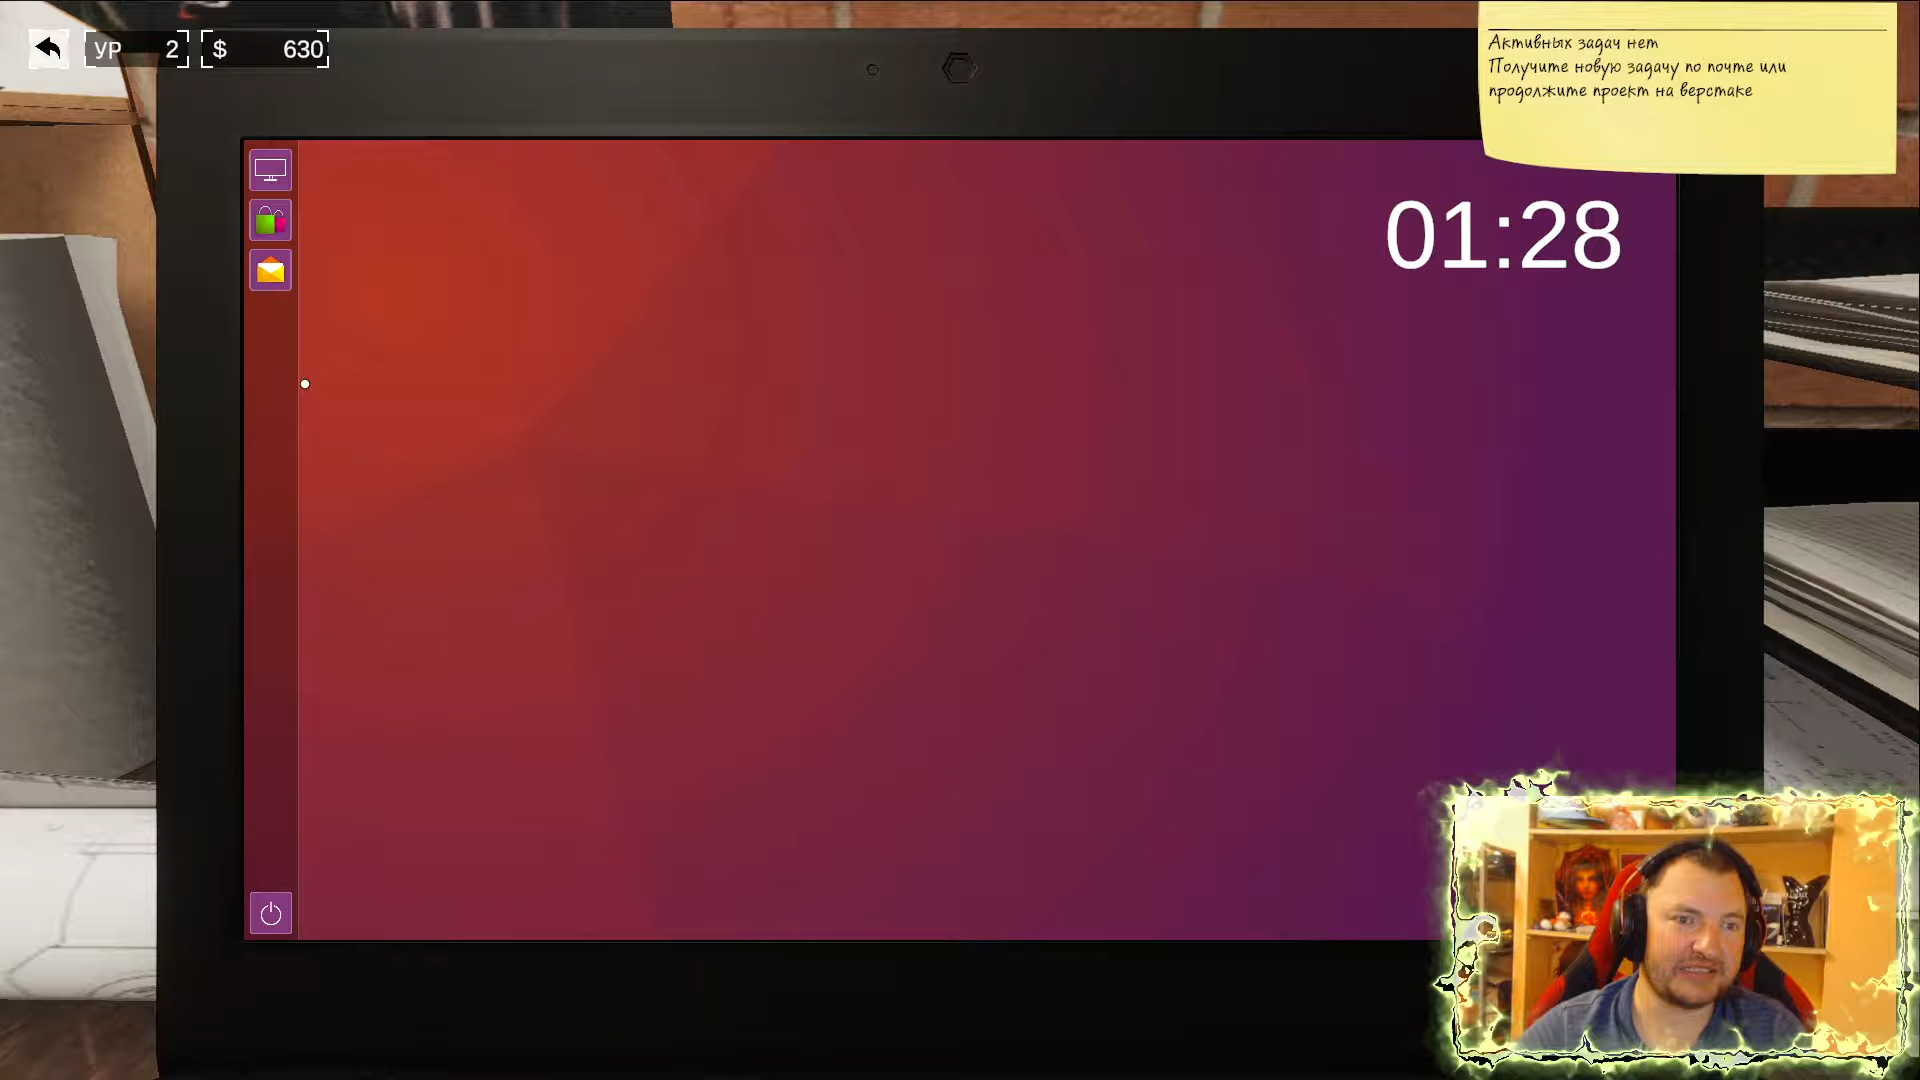 УР 2 $ 630
Активных задач нет
Получите новую задачу по почте или
продолжите проект на верстаке
01:28